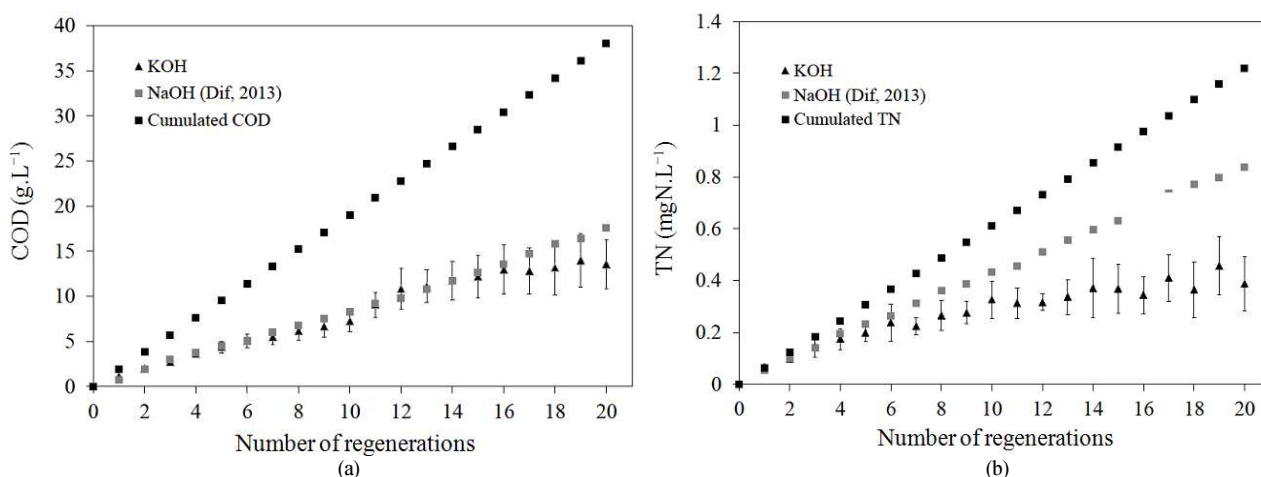 40
35
30
25
20
15
10
5
0
COD (g.L⁻¹)
KOH
NaOH (Dif, 2013)
Cumulated COD
0 2 4 6 8 10 12 14 16 18 20
Number of regenerations
(a)
1.4
1.2
1
0.8
0.6
0.4
0.2
0
TN (mgN.L⁻¹)
KOH
NaOH (Dif, 2013)
Cumulated TN
0 2 4 6 8 10 12 14 16 18 20
Number of regenerations
(b)